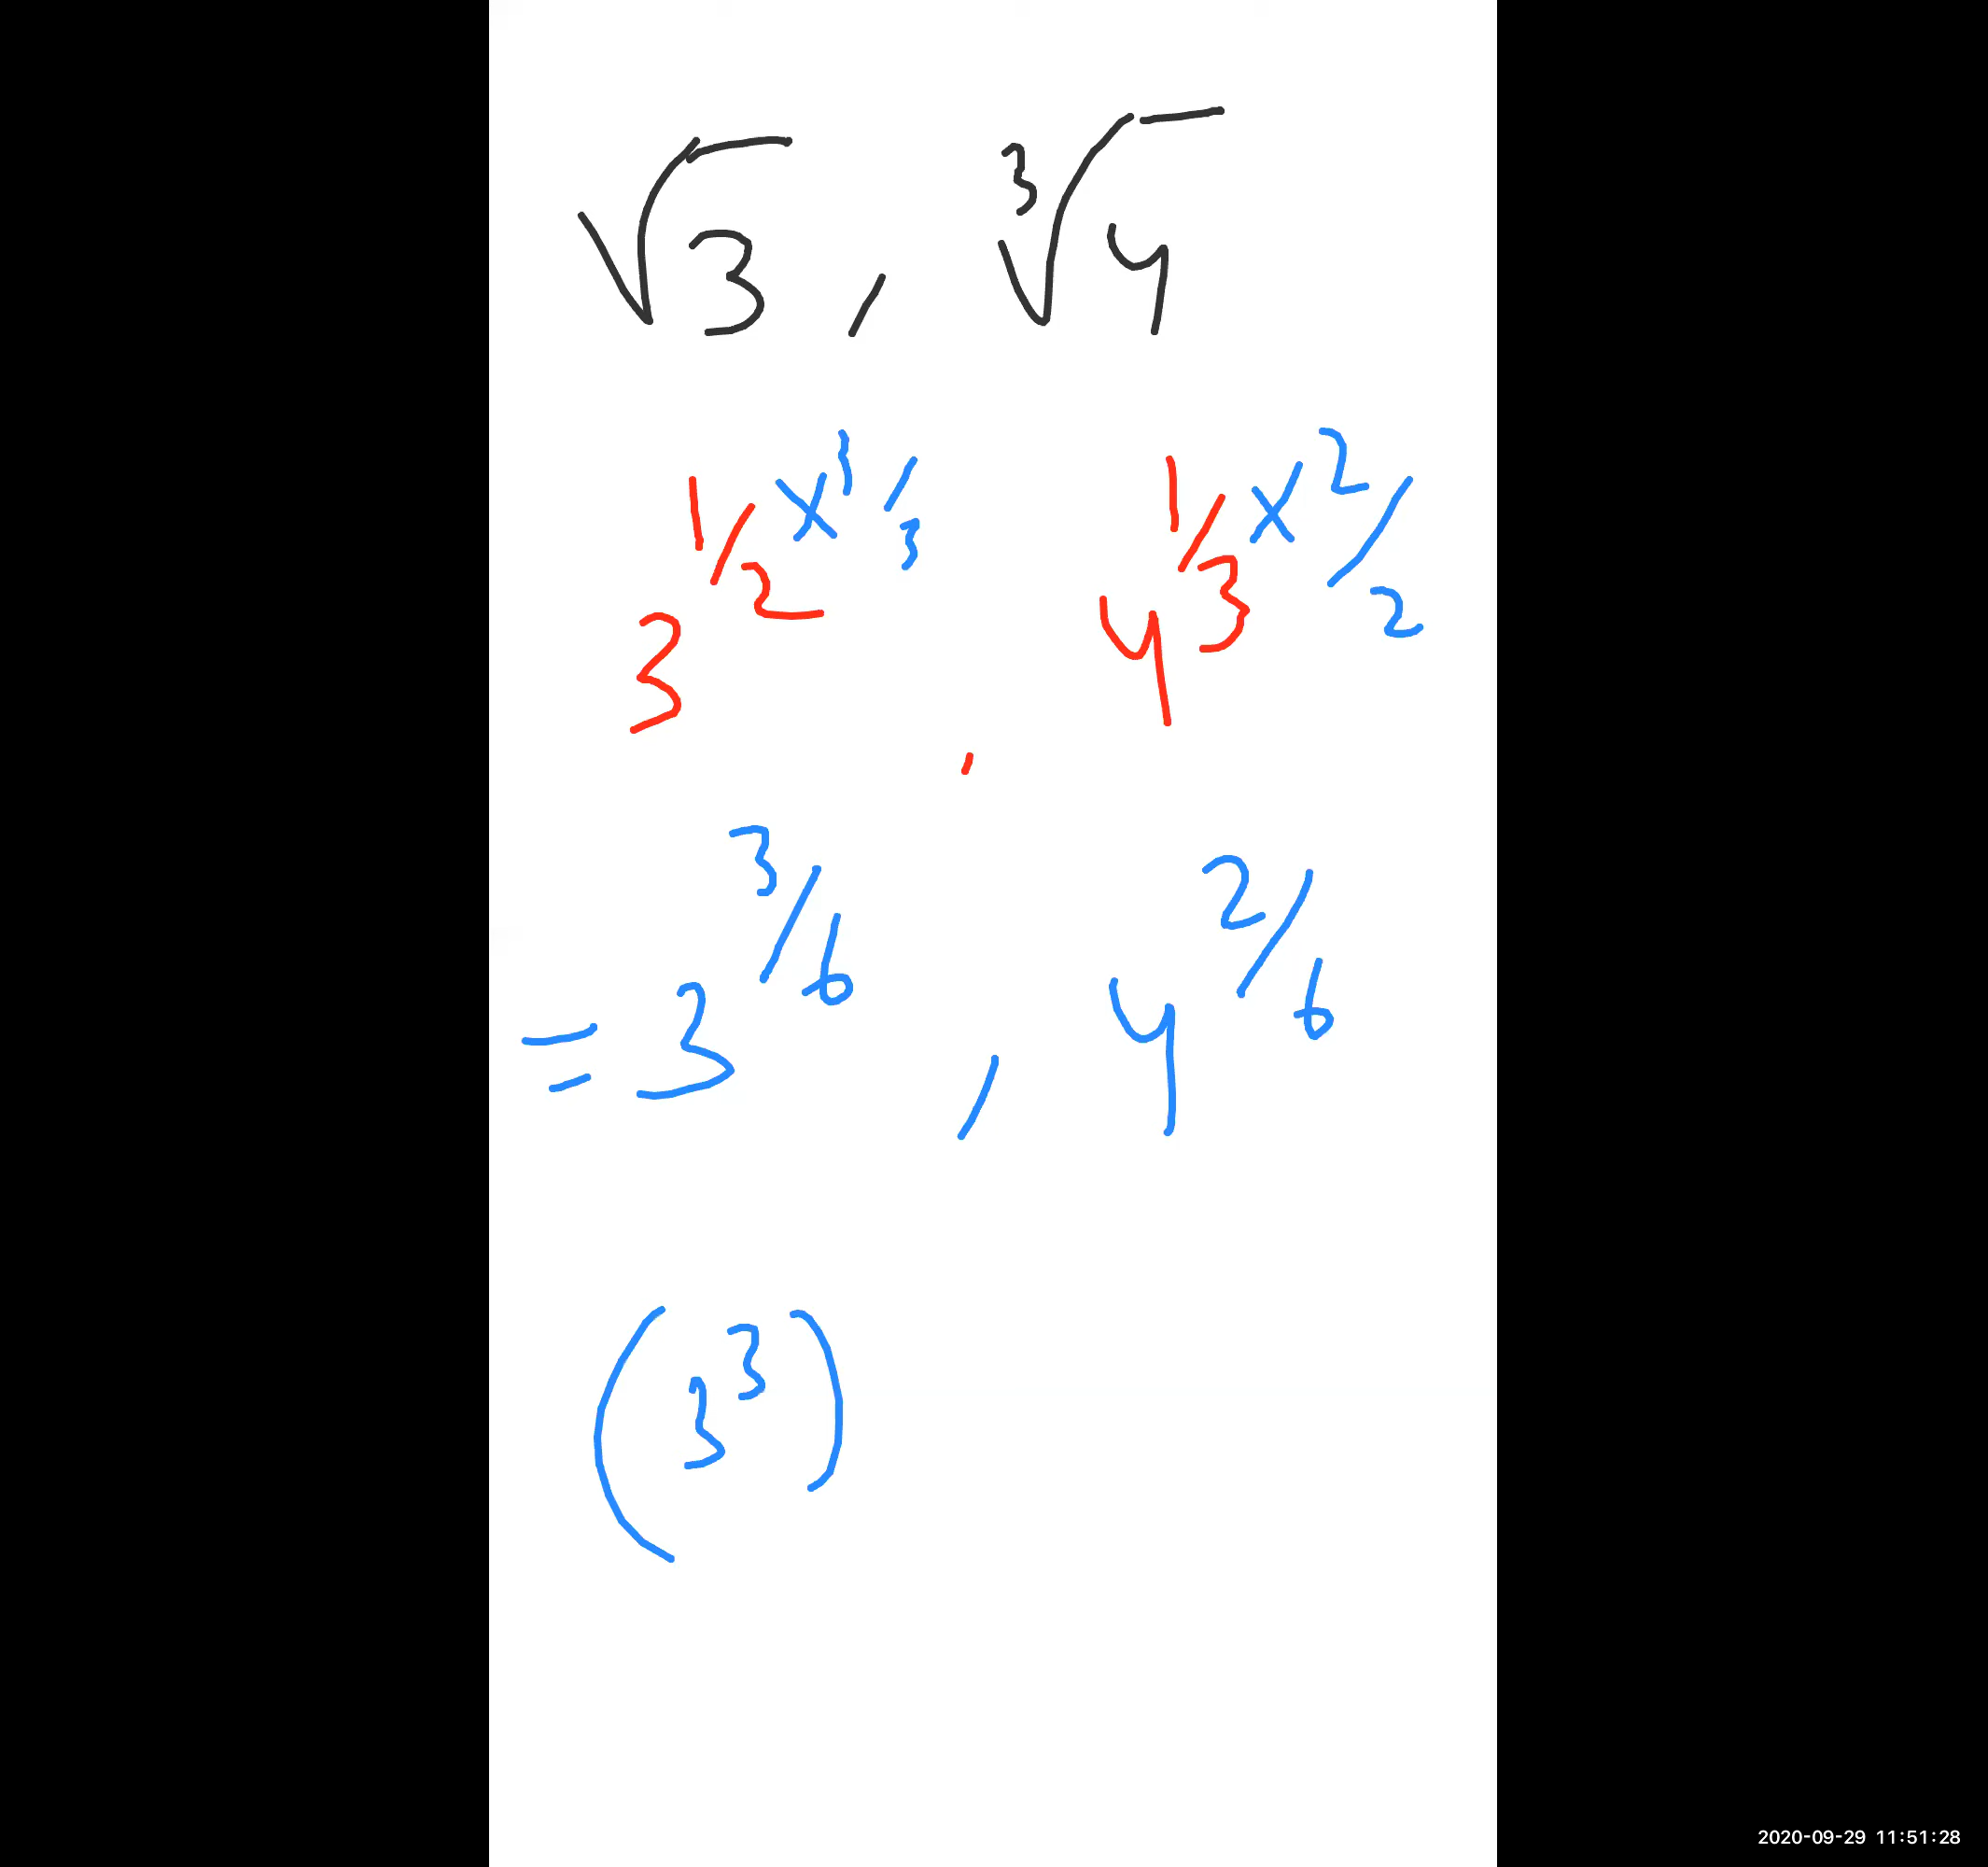 √3 , ∛4
3^(1/2 × 3/3) , 4^(1/3 × 2/2)
= 3^(3/6) , 4^(2/6)
(3^3)
2020-09-29 11:51:28